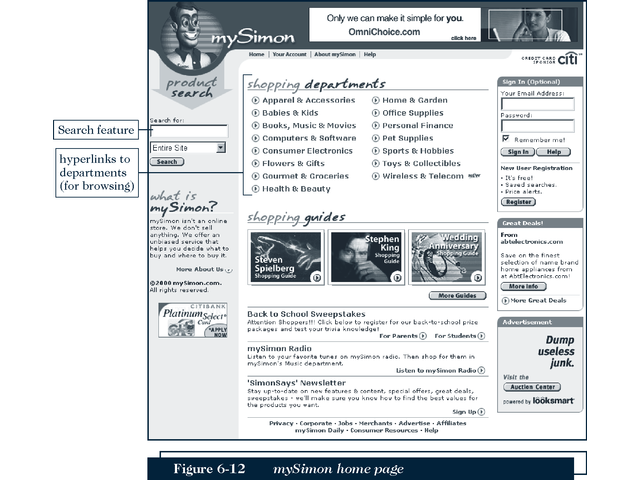 Only we can make it simple for you.
OmniChoice.com
click here
mySimon
Home | Your Account | About mySimon | Help
CREDIT CARD
SPONSOR
citi
product
search
Search feature
Search for:
Entire Site
Search
hyperlinks to
departments
(for browsing)
shopping departments
Apparel & Accessories
Babies & Kids
Books, Music & Movies
Computers & Software
Consumer Electronics
Flowers & Gifts
Gourmet & Groceries
Health & Beauty
Home & Garden
Office Supplies
Personal Finance
Pet Supplies
Sports & Hobbies
Toys & Collectibles
Wireless & Telecom NEW
Sign In (Optional)
Your Email Address:
Password:
Remember me!
Sign In
Help
New User Registration
• It's free!
• Saved searches.
• Price alerts.
Register
what is
mySimon?
mySimon isn't an online
store. We don't sell
anything. We offer an
unbiased service that
helps you decide what to
buy and where to buy it.
More About Us
©2000 mySimon.com.
All rights reserved.
CITIBANK
Platinum Select
Card
*APPLY
NOW
shopping guides
Steven
Spielberg
Shopping Guide
Stephen
King
Shopping
Guide
Wedding
Anniversary
Shopping Guide
More Guides
Great Deals!
From
abtelectronics.com
Save on the finest
selection of name brand
home appliances from
at AbtElectronics.com!
More Info
More Great Deals
Back to School Sweepstakes
Attention Shoppers!!! Click below to register for our back-to-school prize
packages and test your trivia knowledge!
For Parents
For Students
mySimon Radio
Listen to your favorite tunes on mySimon radio. Then shop for them in
mySimon's Music department.
Listen to mySimon Radio
'SimonSays' Newsletter
Stay up-to-date on new features & content, special offers, great deals,
sweepstakes - we'll make sure you know how to find the best values for
the products you want.
Sign Up
Advertisement
Dump
useless
junk.
Visit the
Auction Center
powered by looksmart
Privacy - Corporate - Jobs - Merchants - Advertise - Affiliates
mySimon Daily - Consumer Resources - Help
Figure 6-12 mySimon home page